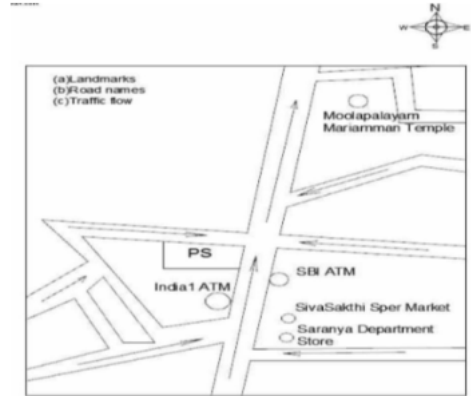 N
W E
S
(a)Landmarks
(b)Road names
(c)Traffic flow
Moolapalayam
Mariamman Temple
PS
SBI ATM
India1 ATM
SivaSakthi Sper Market
Saranya Department
Store